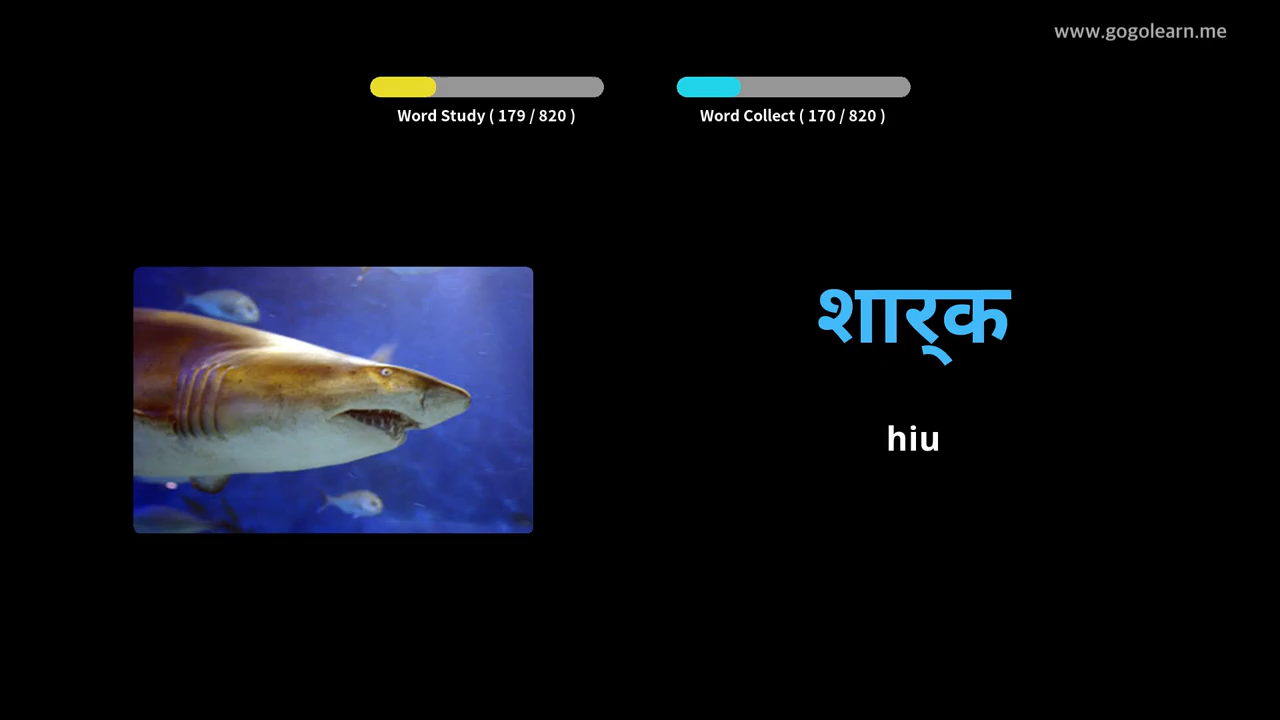 www.gogolearn.me
Word Study ( 179 / 820 )
Word Collect ( 170 / 820 )
शार्‌क
hiu